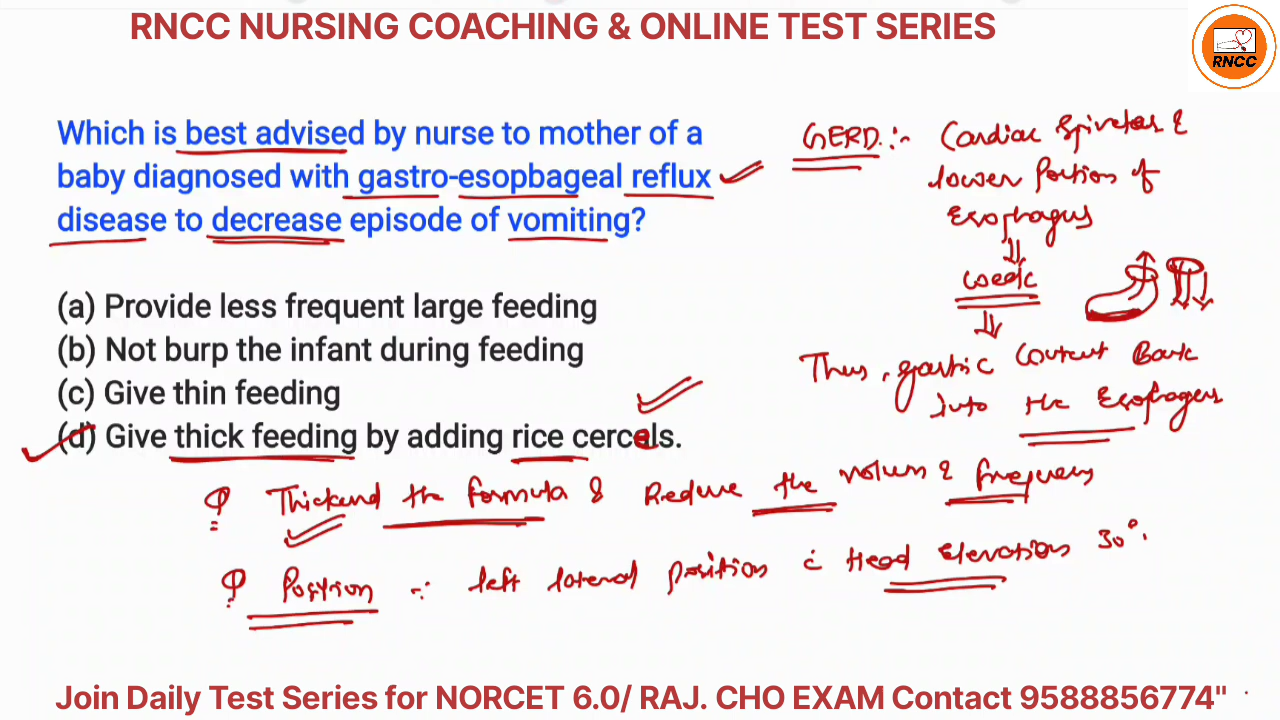 RNCC NURSING COACHING & ONLINE TEST SERIES
RNCC
Which is best advised by nurse to mother of a
baby diagnosed with gastro-esopbageal reflux
disease to decrease episode of vomiting?
(a) Provide less frequent large feeding
(b) Not burp the infant during feeding
(c) Give thin feeding
(d) Give thick feeding by adding rice cercals.
GERD :- Cardiac &
lower Portion of
Esophagus
weak
Thus, gastric Content Back
into the Esophagus
Thickend the formula & Reduce the volum & frequency
Position :- left lateral position c̄ Head Elevation 30°.
Join Daily Test Series for NORCET 6.0/ RAJ. CHO EXAM Contact 9588856774"